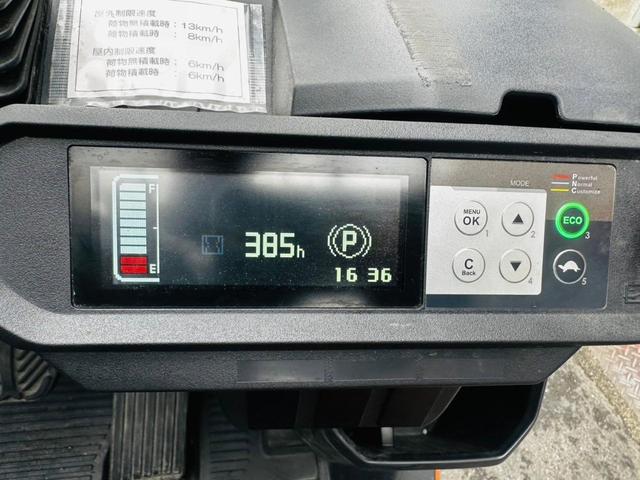 屋外制限速度
荷物無積載時：13km/h
荷物積載時：8km/h
屋内制限速度
荷物無積載時：6km/h
荷物積載時：6km/h
F
E
385h
P
16 36
MODE
Powerful
Normal
Customize
MENU
OK
1
2
ECO
3
C
Back
4
5